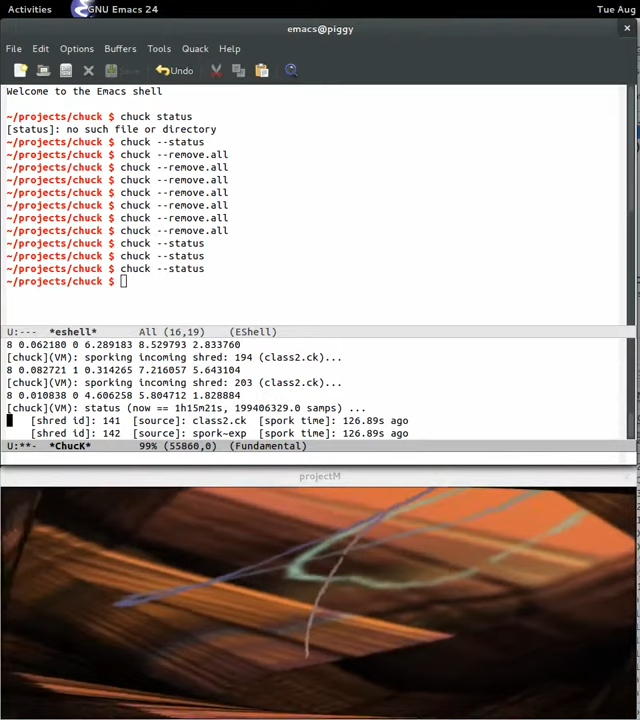 Activities GNU Emacs 24 Tue Aug
emacs@piggy
File Edit Options Buffers Tools Quack Help
Save Undo
Welcome to the Emacs shell
~/projects/chuck $ chuck status
[status]: no such file or directory
~/projects/chuck $ chuck --status
~/projects/chuck $ chuck --remove.all
~/projects/chuck $ chuck --remove.all
~/projects/chuck $ chuck --remove.all
~/projects/chuck $ chuck --remove.all
~/projects/chuck $ chuck --remove.all
~/projects/chuck $ chuck --remove.all
~/projects/chuck $ chuck --remove.all
~/projects/chuck $ chuck --status
~/projects/chuck $ chuck --status
~/projects/chuck $ chuck --status
~/projects/chuck $
U:--- *eshell* All (16,19) (EShell)
8 0.062180 0 6.289183 8.529793 2.833760
[chuck](VM): sporking incoming shred: 194 (class2.ck)...
8 0.082721 1 0.314265 7.216057 5.643104
[chuck](VM): sporking incoming shred: 203 (class2.ck)...
8 0.010838 0 4.606258 5.804712 1.828884
[chuck](VM): status (now == 1h15m21s, 199406329.0 samps) ...
[shred id]: 141 [source]: class2.ck [spork time]: 126.89s ago
[shred id]: 142 [source]: spork~exp [spork time]: 126.89s ago
U:**- *ChucK* 99% (55860,0) (Fundamental)
projectM